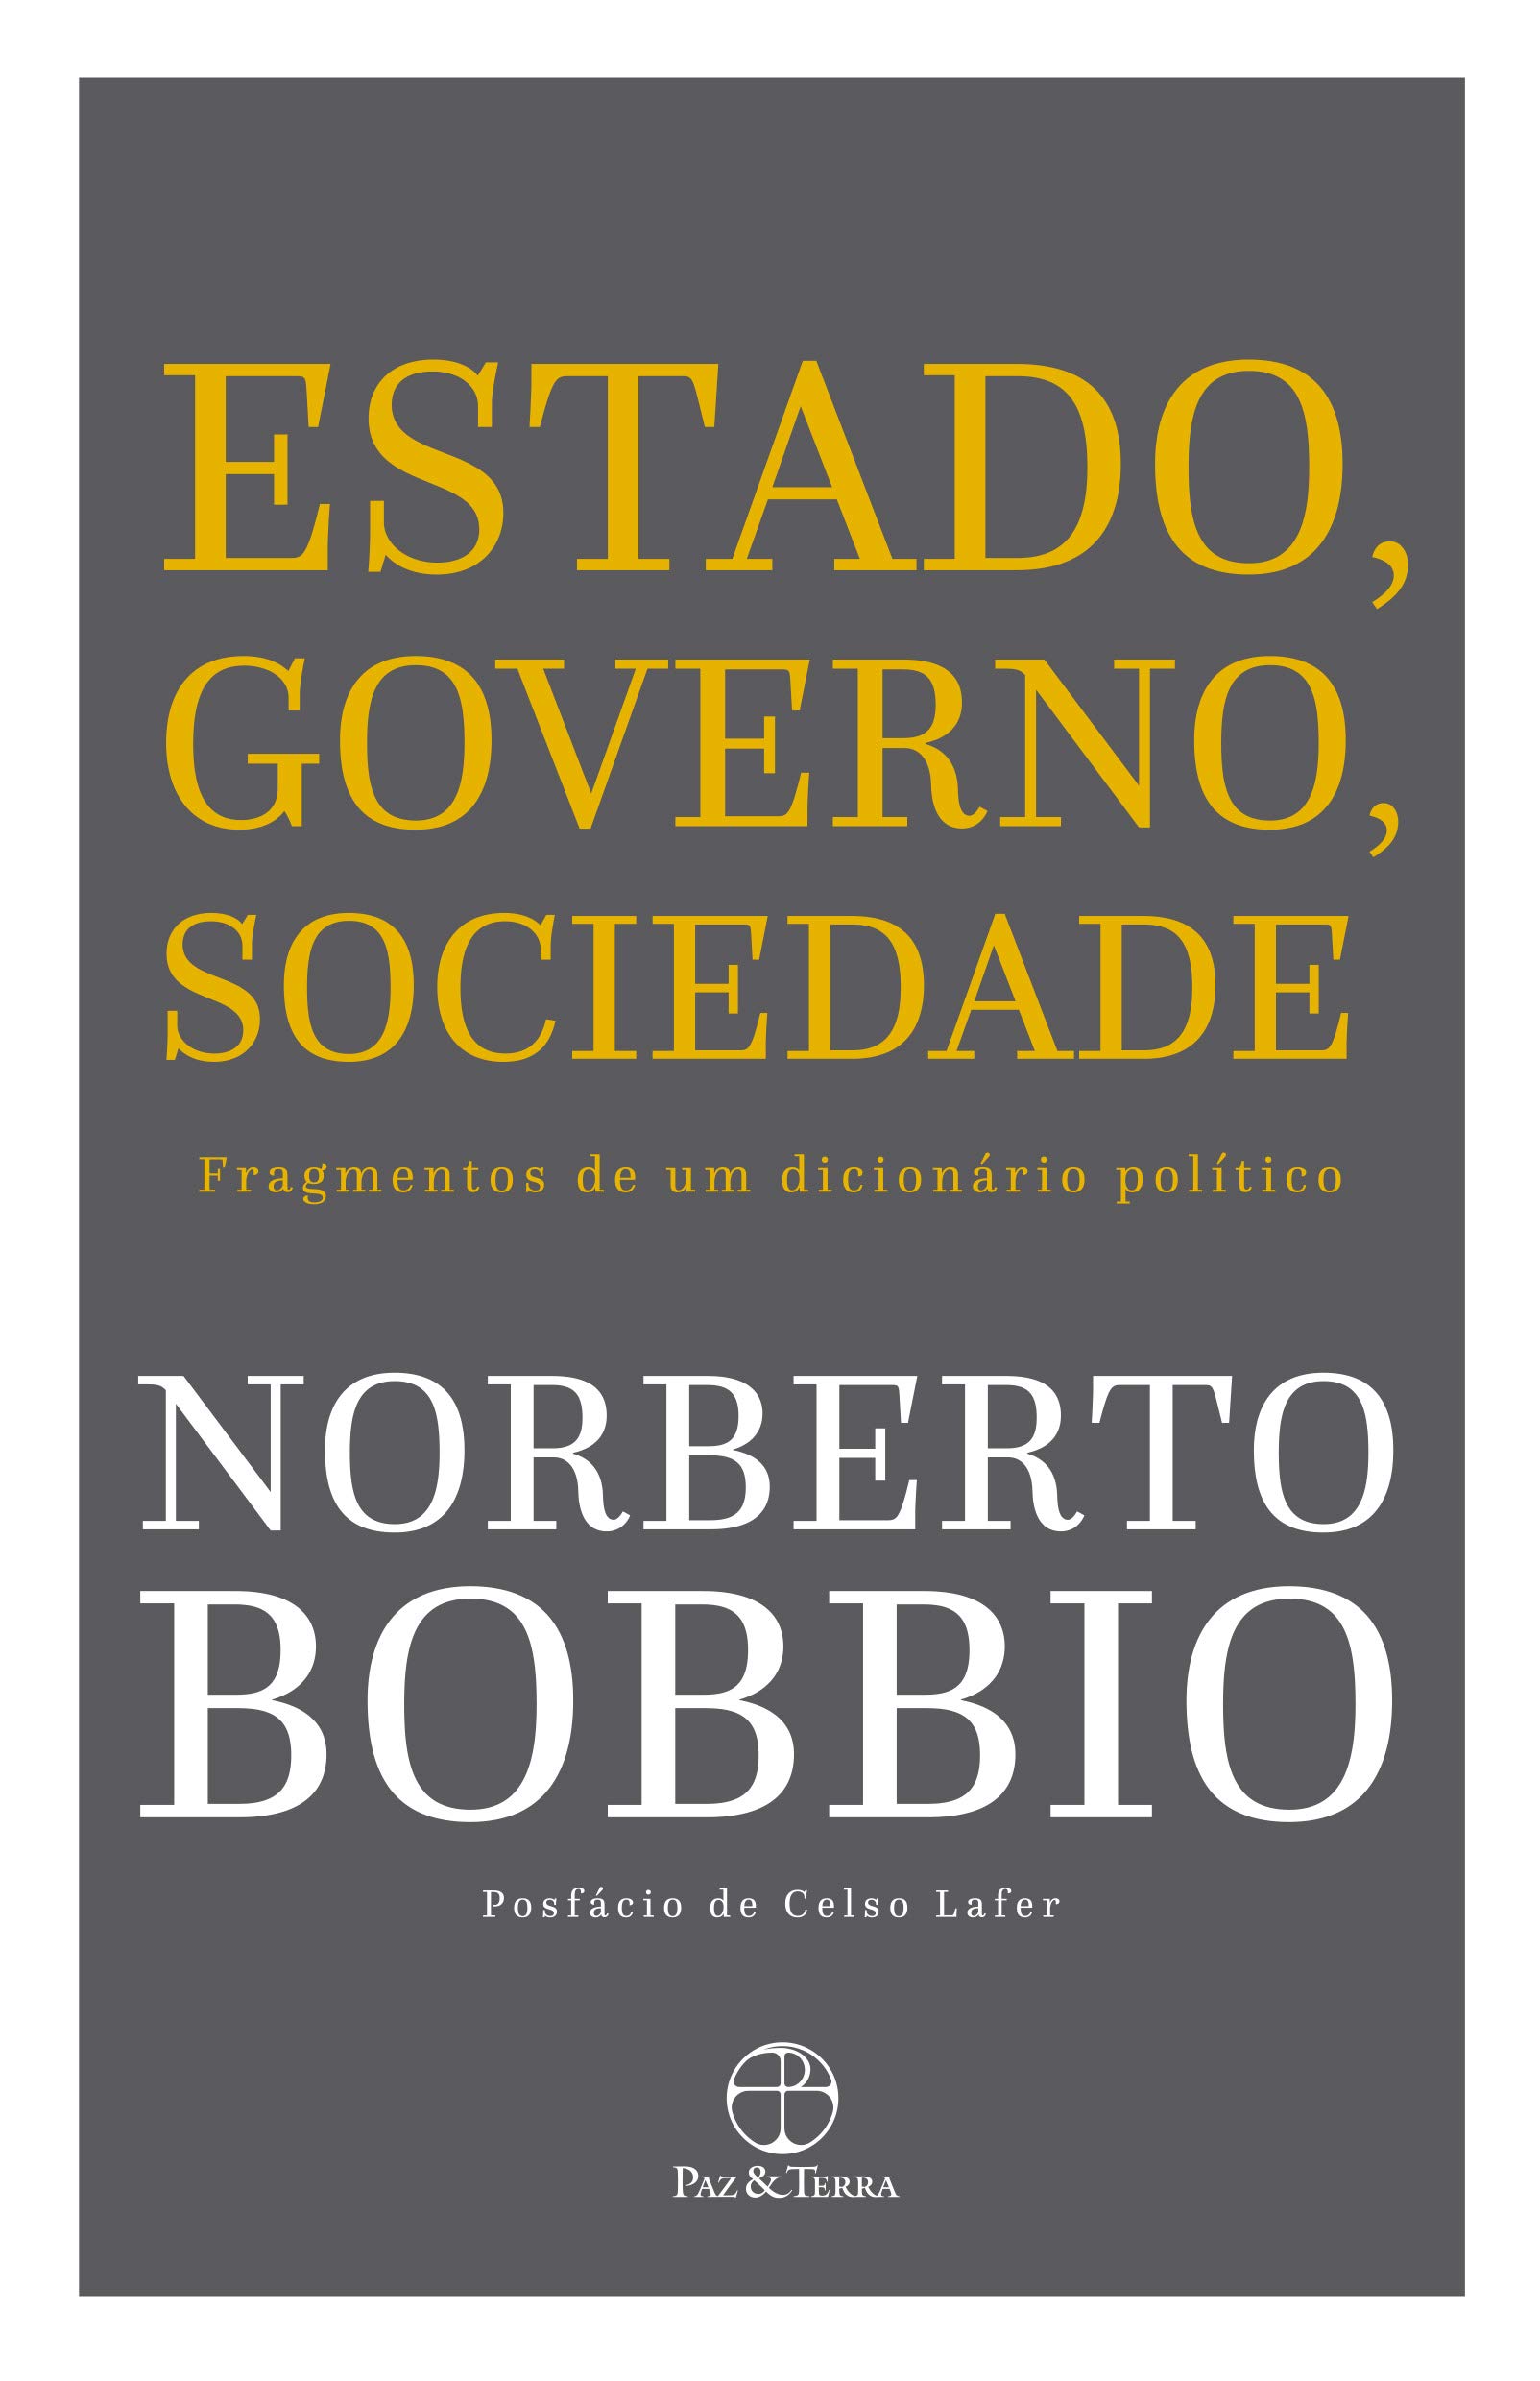 ESTADO,
GOVERNO,
SOCIEDADE
Fragmentos de um dicionário político
NORBERTO
BOBBIO
Posfácio de Celso Lafer
PAZ & TERRA